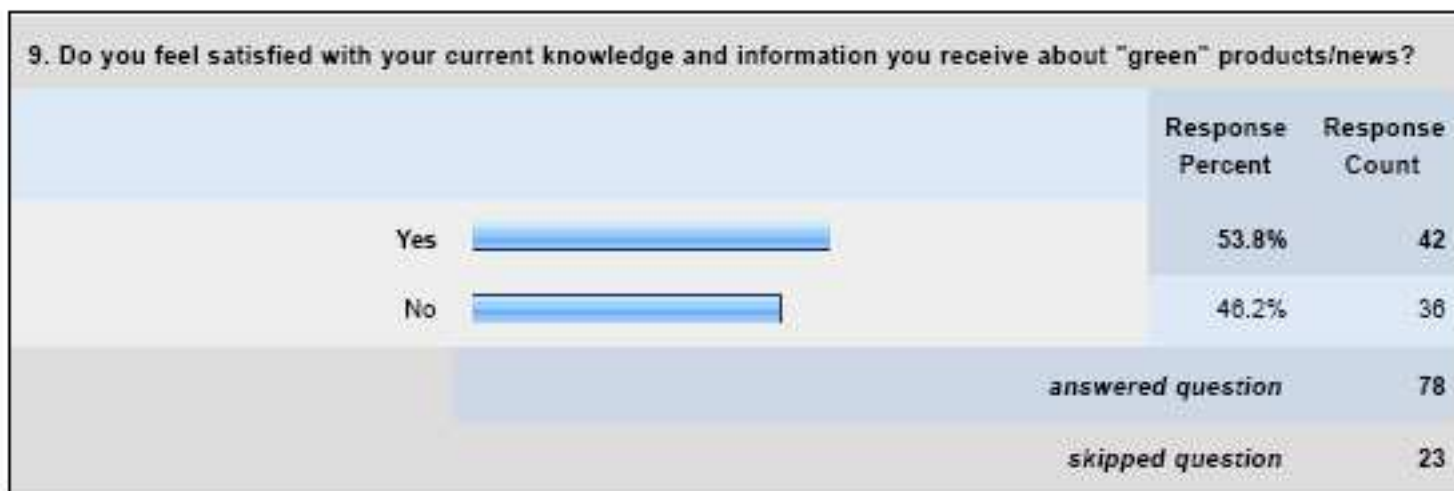 9. Do you feel satisfied with your current knowledge and information you receive about "green" products/news?
Response Response
Percent Count
Yes 53.8% 42
No 46.2% 36
answered question 78
skipped question 23